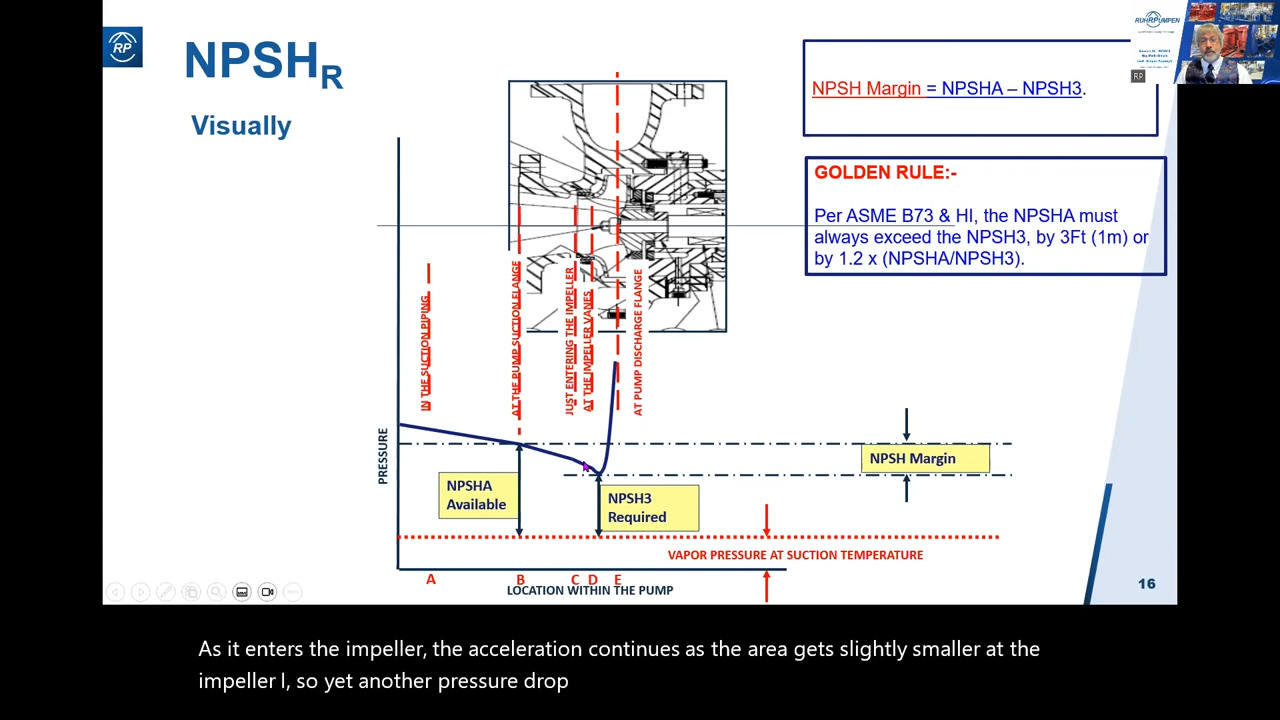 RP
NPSHR
Visually
NPSH Margin = NPSHA – NPSH3.
GOLDEN RULE:-
Per ASME B73 & HI, the NPSHA must
always exceed the NPSH3, by 3Ft (1m) or
by 1.2 x (NPSHA/NPSH3).
RUHRPUMPEN
RP
IN THE SUCTION PIPING
AT THE PUMP SUCTION FLANGE
JUST ENTERING THE IMPELLER
AT THE IMPELLER VANES
AT PUMP DISCHARGE FLANGE
PRESSURE
NPSH Margin
NPSHA
Available
NPSH3
Required
VAPOR PRESSURE AT SUCTION TEMPERATURE
A B C D E
LOCATION WITHIN THE PUMP
16
As it enters the impeller, the acceleration continues as the area gets slightly smaller at the
impeller I, so yet another pressure drop